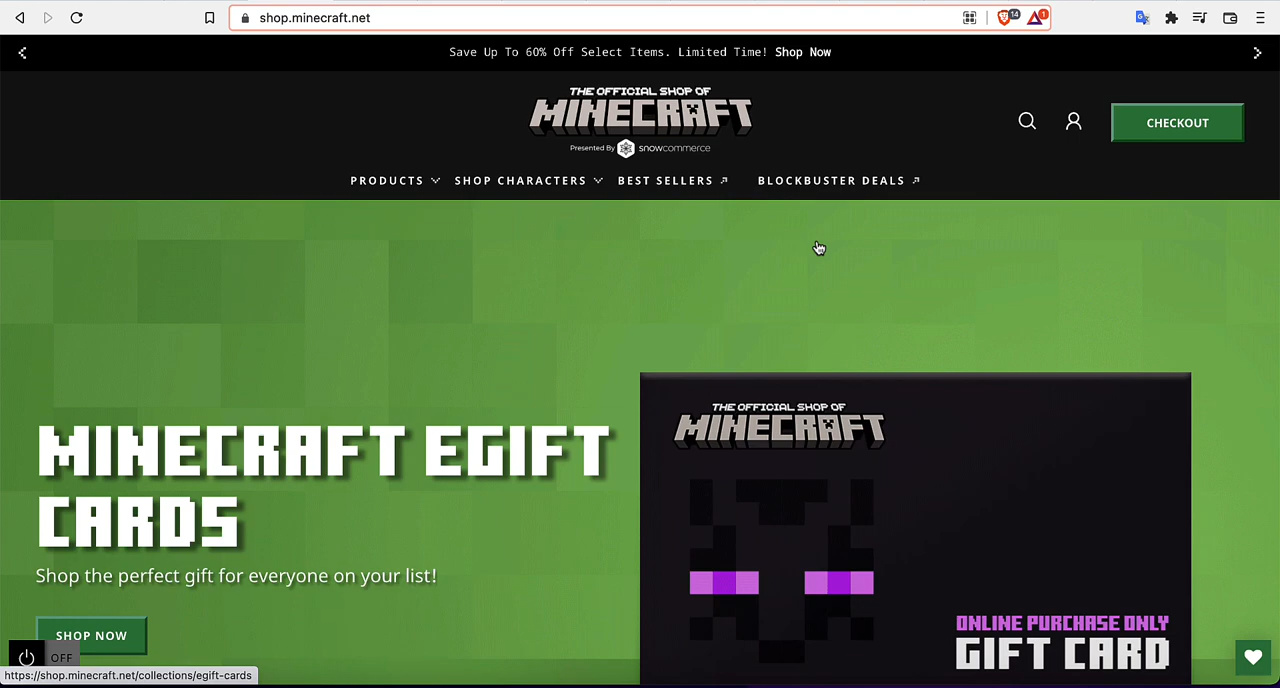 shop.minecraft.net
14
1
Save Up To 60% Off Select Items. Limited Time! Shop Now
THE OFFICIAL SHOP OF
MINECRAFT
Presented By snowcommerce
CHECKOUT
PRODUCTS SHOP CHARACTERS BEST SELLERS BLOCKBUSTER DEALS
THE OFFICIAL SHOP OF
MINECRAFT
MINECRAFT EGIFT
CARDS
Shop the perfect gift for everyone on your list!
ONLINE PURCHASE ONLY
GIFT CARD
SHOP NOW
OFF
https://shop.minecraft.net/collections/egift-cards